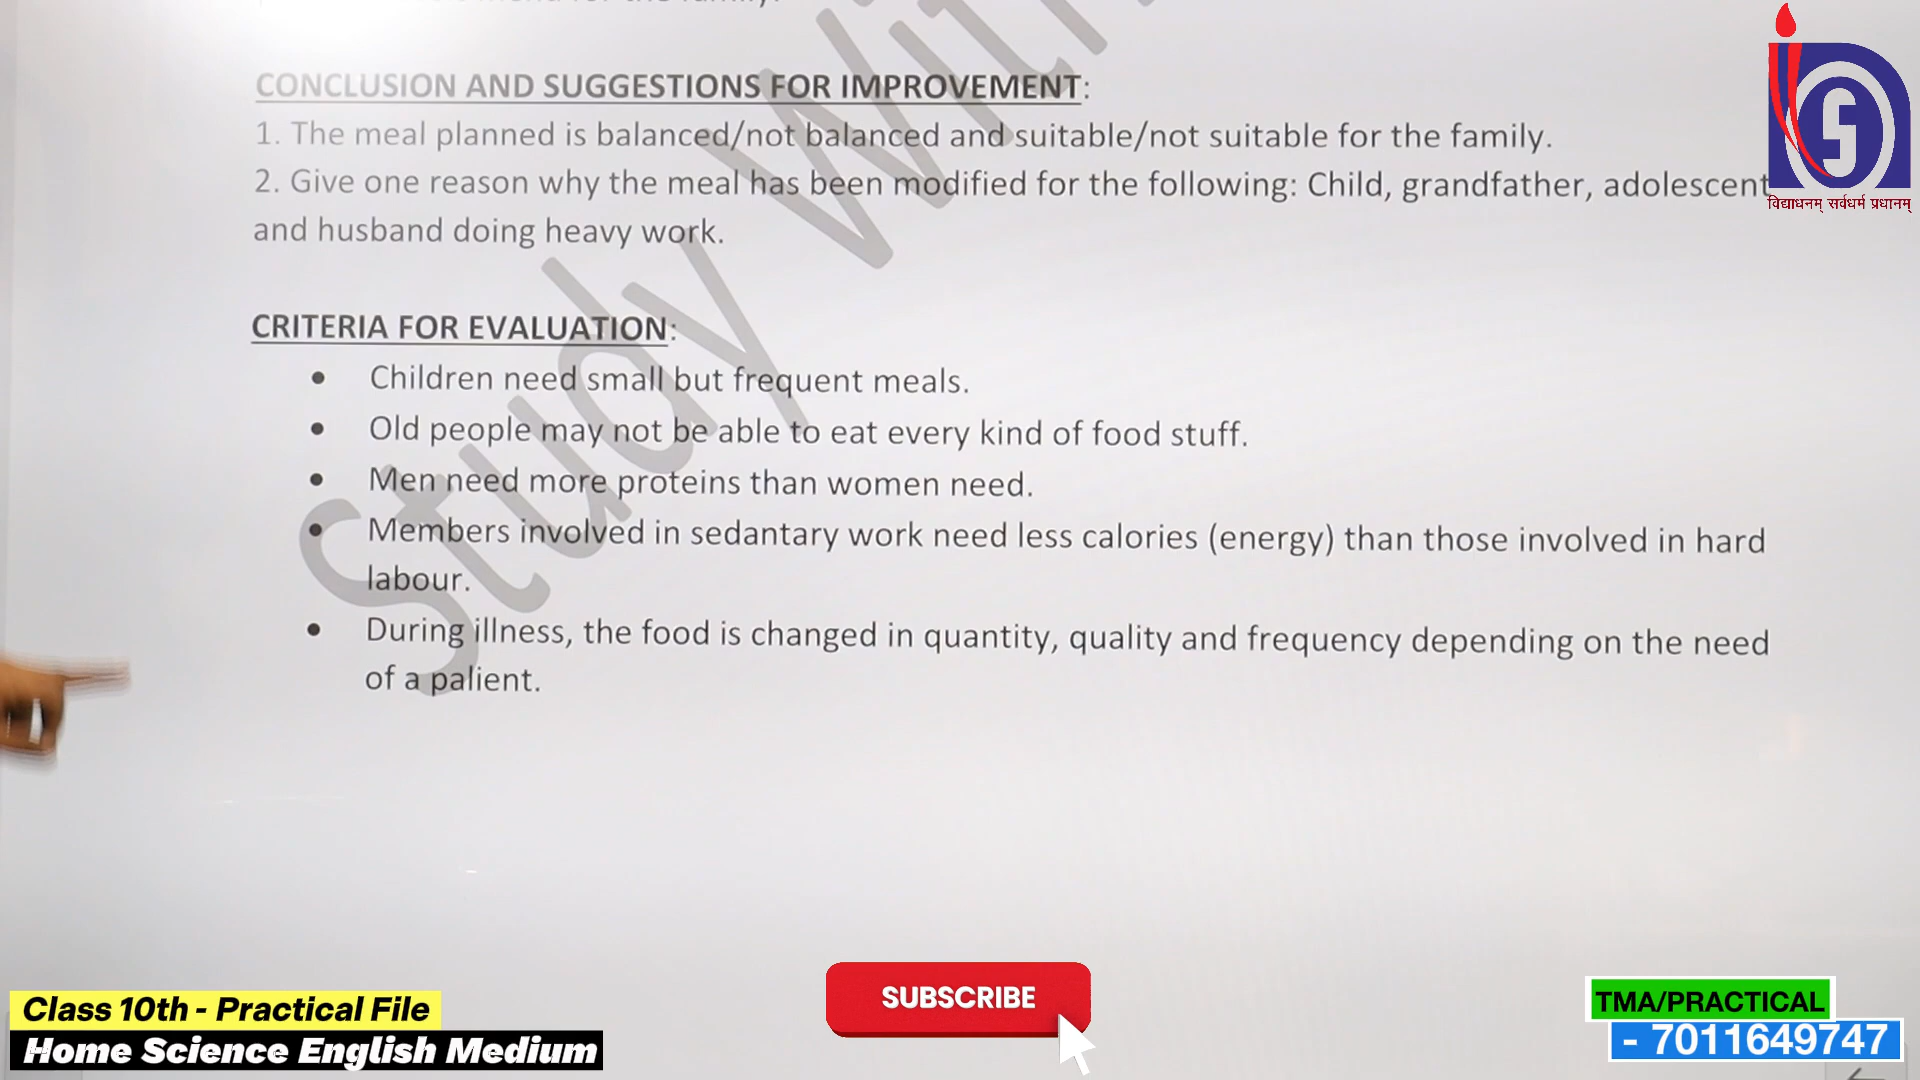 for the family.
CONCLUSION AND SUGGESTIONS FOR IMPROVEMENT:
1. The meal planned is balanced/not balanced and suitable/not suitable for the family.
2. Give one reason why the meal has been modified for the following: Child, grandfather, adolescent
and husband doing heavy work.
विद्याधनम् सर्वधर्म प्रधानम्
CRITERIA FOR EVALUATION:
• Children need small but frequent meals.
• Old people may not be able to eat every kind of food stuff.
• Men need more proteins than women need.
• Members involved in sedantary work need less calories (energy) than those involved in hard
labour.
• During illness, the food is changed in quantity, quality and frequency depending on the need
of a palient.
Study With
SUBSCRIBE
Class 10th - Practical File
Home Science English Medium
TMA/PRACTICAL
- 7011649747